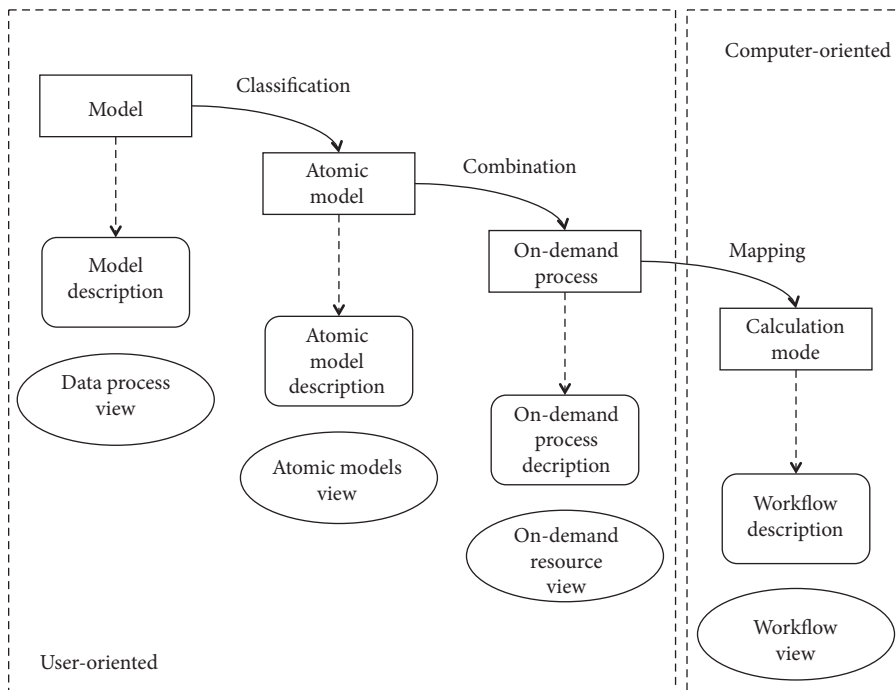 Computer-oriented
Classification
Model
Combination
Atomic
model
Mapping
On-demand
process
Model
description
Calculation
mode
Atomic
model
description
Data process
view
On-demand
process
decription
Atomic models
view
Workflow
description
On-demand
resource
view
Workflow
view
User-oriented